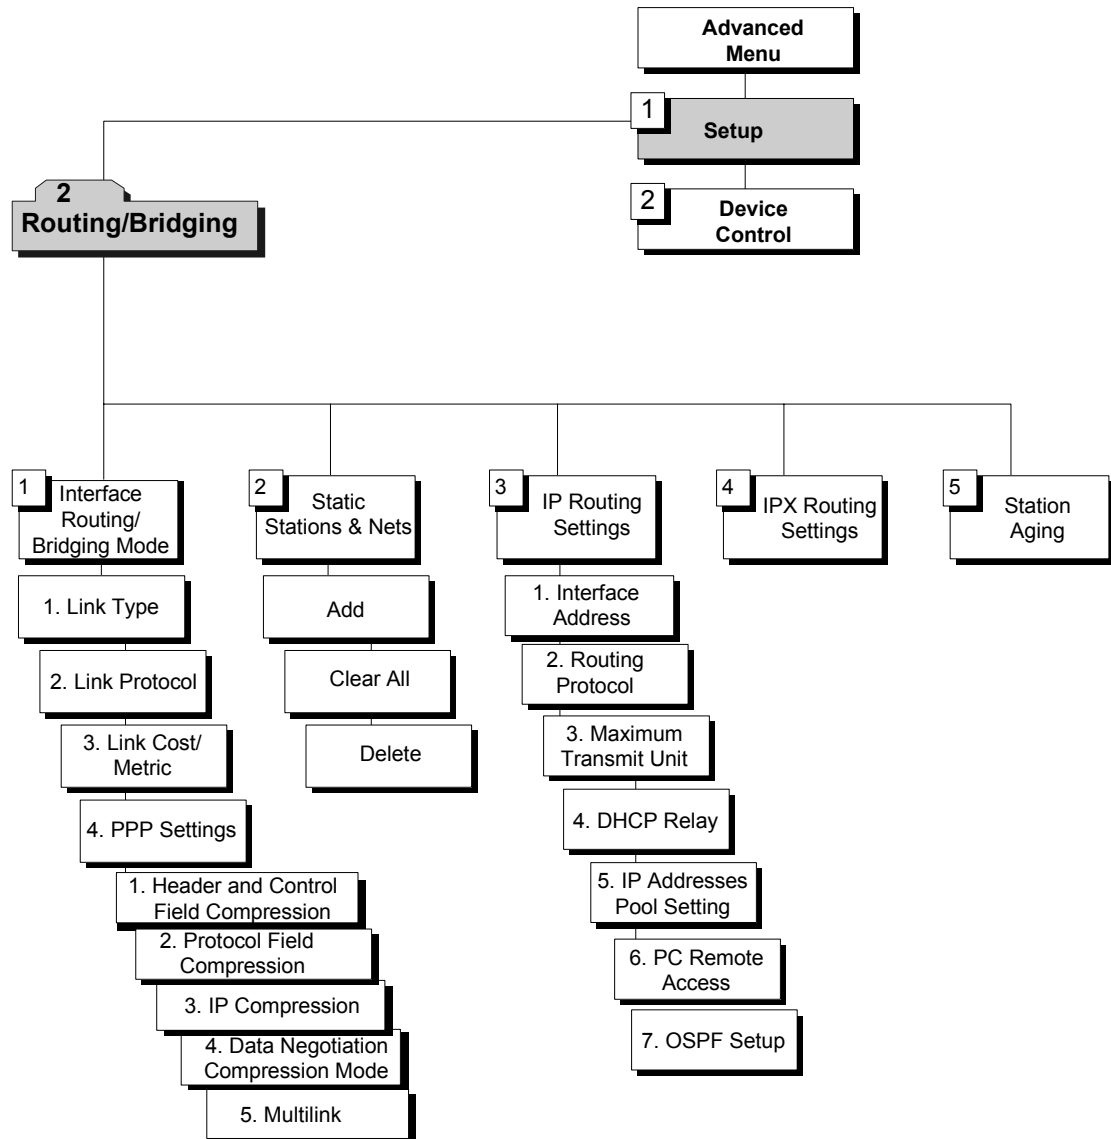 Advanced
Menu
1
Setup
2
Device
Control
2
Routing/Bridging
1
Interface
Routing/
Bridging Mode
1. Link Type
2. Link Protocol
3. Link Cost/
Metric
4. PPP Settings
1. Header and Control
Field Compression
2. Protocol Field
Compression
3. IP Compression
4. Data Negotiation
Compression Mode
5. Multilink
2
Static
Stations & Nets
Add
Clear All
Delete
3
IP Routing
Settings
1. Interface
Address
2. Routing
Protocol
3. Maximum
Transmit Unit
4. DHCP Relay
5. IP Addresses
Pool Setting
6. PC Remote
Access
7. OSPF Setup
4
IPX Routing
Settings
5
Station
Aging